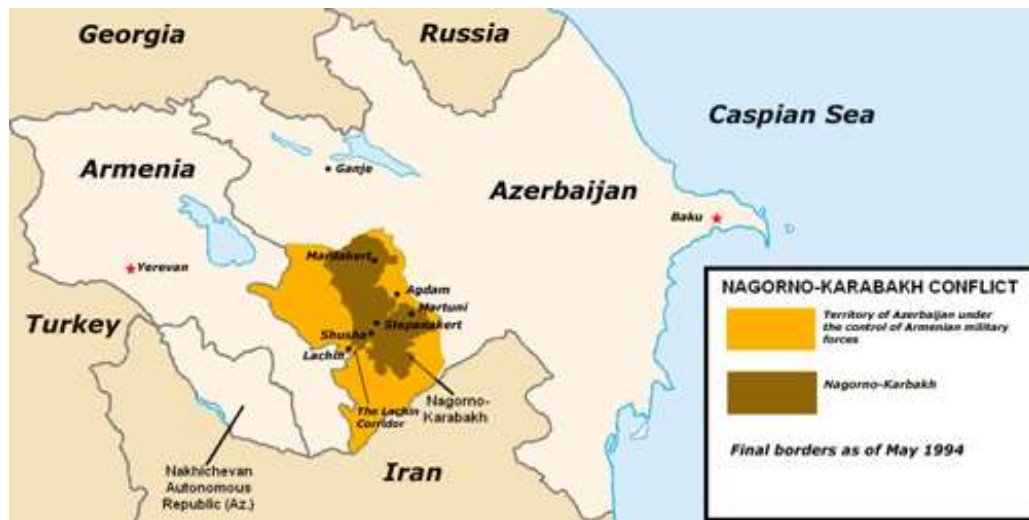 Georgia
Russia
Caspian Sea
Armenia
Ganje
Azerbaijan
Baku
Yerevan
Mardakert
Agdam
Martuni
Stepanakert
Shusha
Lachin
Turkey
The Lachin
Corridor
Nagorno-
Karabakh
Iran
Nakhichevan
Autonomous
Republic (Az.)
NAGORNO-KARABAKH CONFLICT
Territory of Azerbaijan under
the control of Armenian military
forces
Nagorno-Karbakh
Final borders as of May 1994